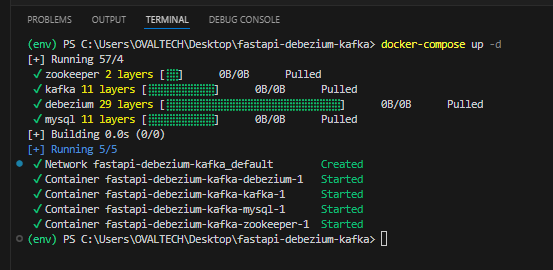 PROBLEMS OUTPUT TERMINAL DEBUG CONSOLE
(env) PS C:\Users\OVALTECH\Desktop\fastapi-debezium-kafka> docker-compose up -d
[+] Running 57/4
✓ zookeeper 2 layers [⣿⣿] 0B/0B Pulled
✓ kafka 11 layers [⣿⣿⣿⣿⣿⣿⣿⣿⣿⣿⣿] 0B/0B Pulled
✓ debezium 29 layers [⣿⣿⣿⣿⣿⣿⣿⣿⣿⣿⣿⣿⣿⣿⣿⣿⣿⣿⣿⣿⣿⣿⣿⣿⣿⣿⣿⣿⣿] 0B/0B Pulled
✓ mysql 11 layers [⣿⣿⣿⣿⣿⣿⣿⣿⣿⣿⣿] 0B/0B Pulled
[+] Building 0.0s (0/0)
[+] Running 5/5
✓ Network fastapi-debezium-kafka_default Created
✓ Container fastapi-debezium-kafka-debezium-1 Started
✓ Container fastapi-debezium-kafka-kafka-1 Started
✓ Container fastapi-debezium-kafka-mysql-1 Started
✓ Container fastapi-debezium-kafka-zookeeper-1 Started
(env) PS C:\Users\OVALTECH\Desktop\fastapi-debezium-kafka>